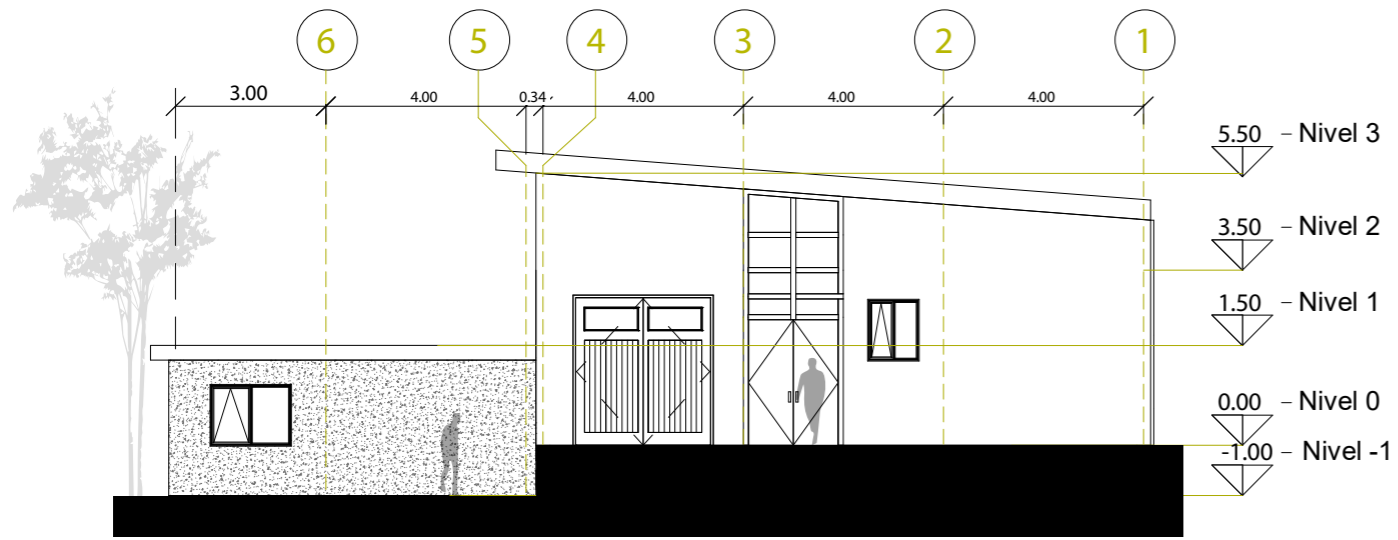 6 5 4 3 2 1
3.00 4.00 0.34 4.00 4.00 4.00
5.50 – Nivel 3
3.50 – Nivel 2
1.50 – Nivel 1
0.00 – Nivel 0
-1.00 – Nivel -1